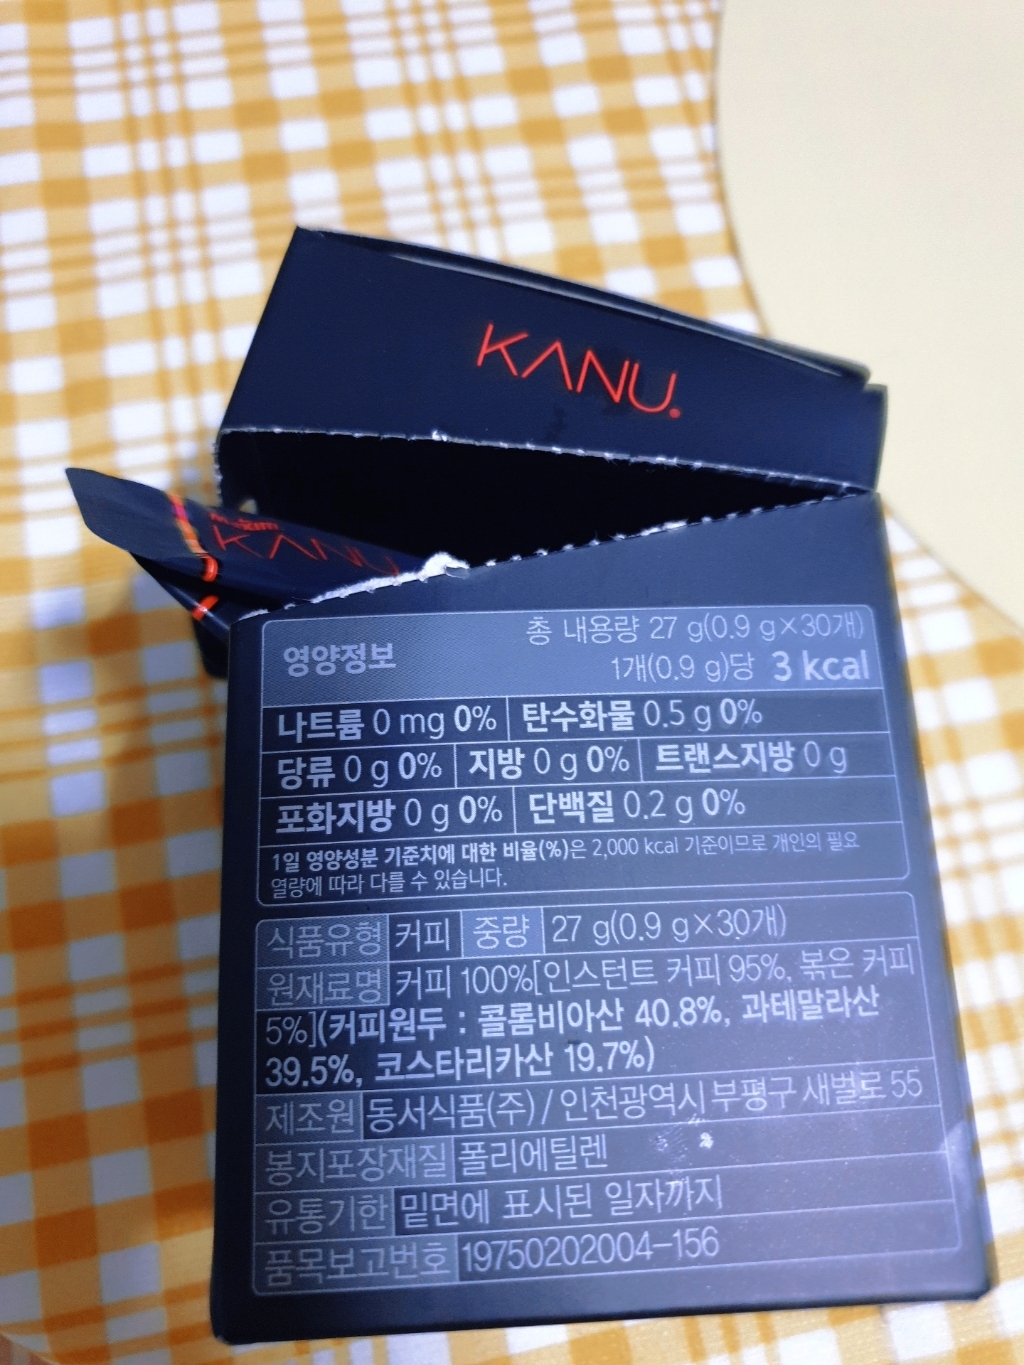 KANU®
Maxim
KANU
영양정보
총 내용량 27 g(0.9 g×30개)
1개(0.9 g)당 3 kcal
나트륨 0 mg 0% 탄수화물 0.5 g 0%
당류 0 g 0% 지방 0 g 0% 트랜스지방 0 g
포화지방 0 g 0% 단백질 0.2 g 0%
1일 영양성분 기준치에 대한 비율(%)은 2,000 kcal 기준이므로 개인의 필요
열량에 따라 다를 수 있습니다.
식품유형 커피 중량 27 g(0.9 g×30개)
원재료명 커피 100%[인스턴트 커피 95%, 볶은 커피
5%](커피원두 : 콜롬비아산 40.8%, 과테말라산
39.5%, 코스타리카산 19.7%)
제조원 동서식품(주) / 인천광역시 부평구 새벌로 55
봉지포장재질 폴리에틸렌
유통기한 밑면에 표시된 일자까지
품목보고번호 19750202004-156